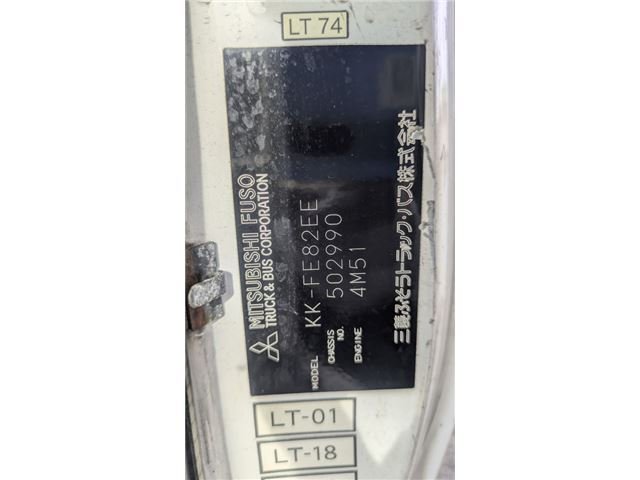 LT 74
MITSUBISHI FUSO
TRUCK & BUS CORPORATION
MODEL KK-FE82EE
CHASSIS NO. 502990
ENGINE 4M51
三菱ふそうトラック・バス株式会社
LT-01
LT-18